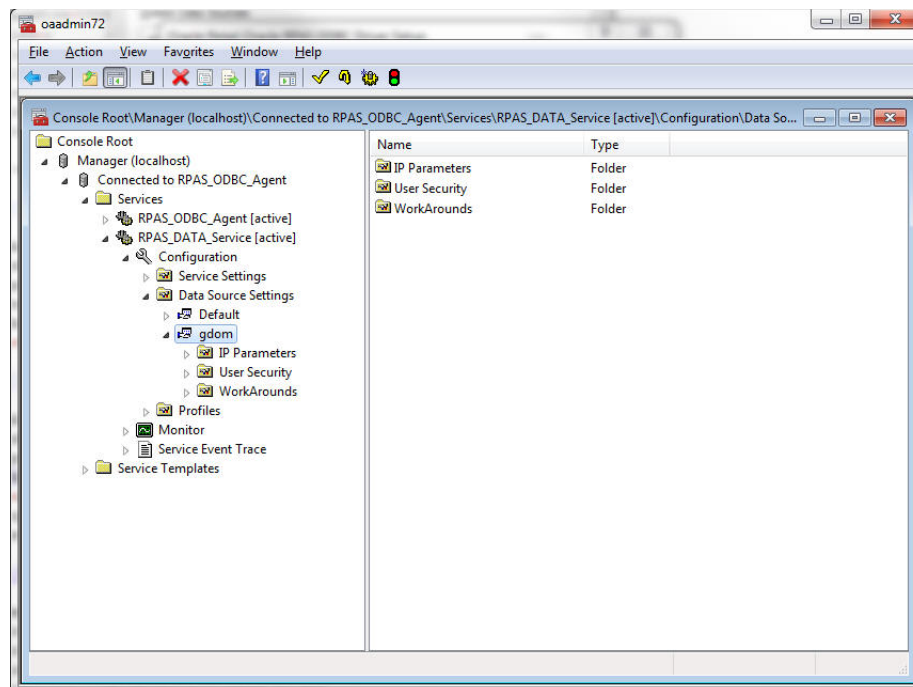 oaadmin72
File Action View Favorites Window Help
Console Root\Manager (localhost)\Connected to RPAS_ODBC_Agent\Services\RPAS_DATA_Service [active]\Configuration\Data So...
Console Root
Manager (localhost)
Connected to RPAS_ODBC_Agent
Services
RPAS_ODBC_Agent [active]
RPAS_DATA_Service [active]
Configuration
Service Settings
Data Source Settings
Default
gdom
IP Parameters
User Security
WorkArounds
Profiles
Monitor
Service Event Trace
Service Templates
Name Type
IP Parameters Folder
User Security Folder
WorkArounds Folder